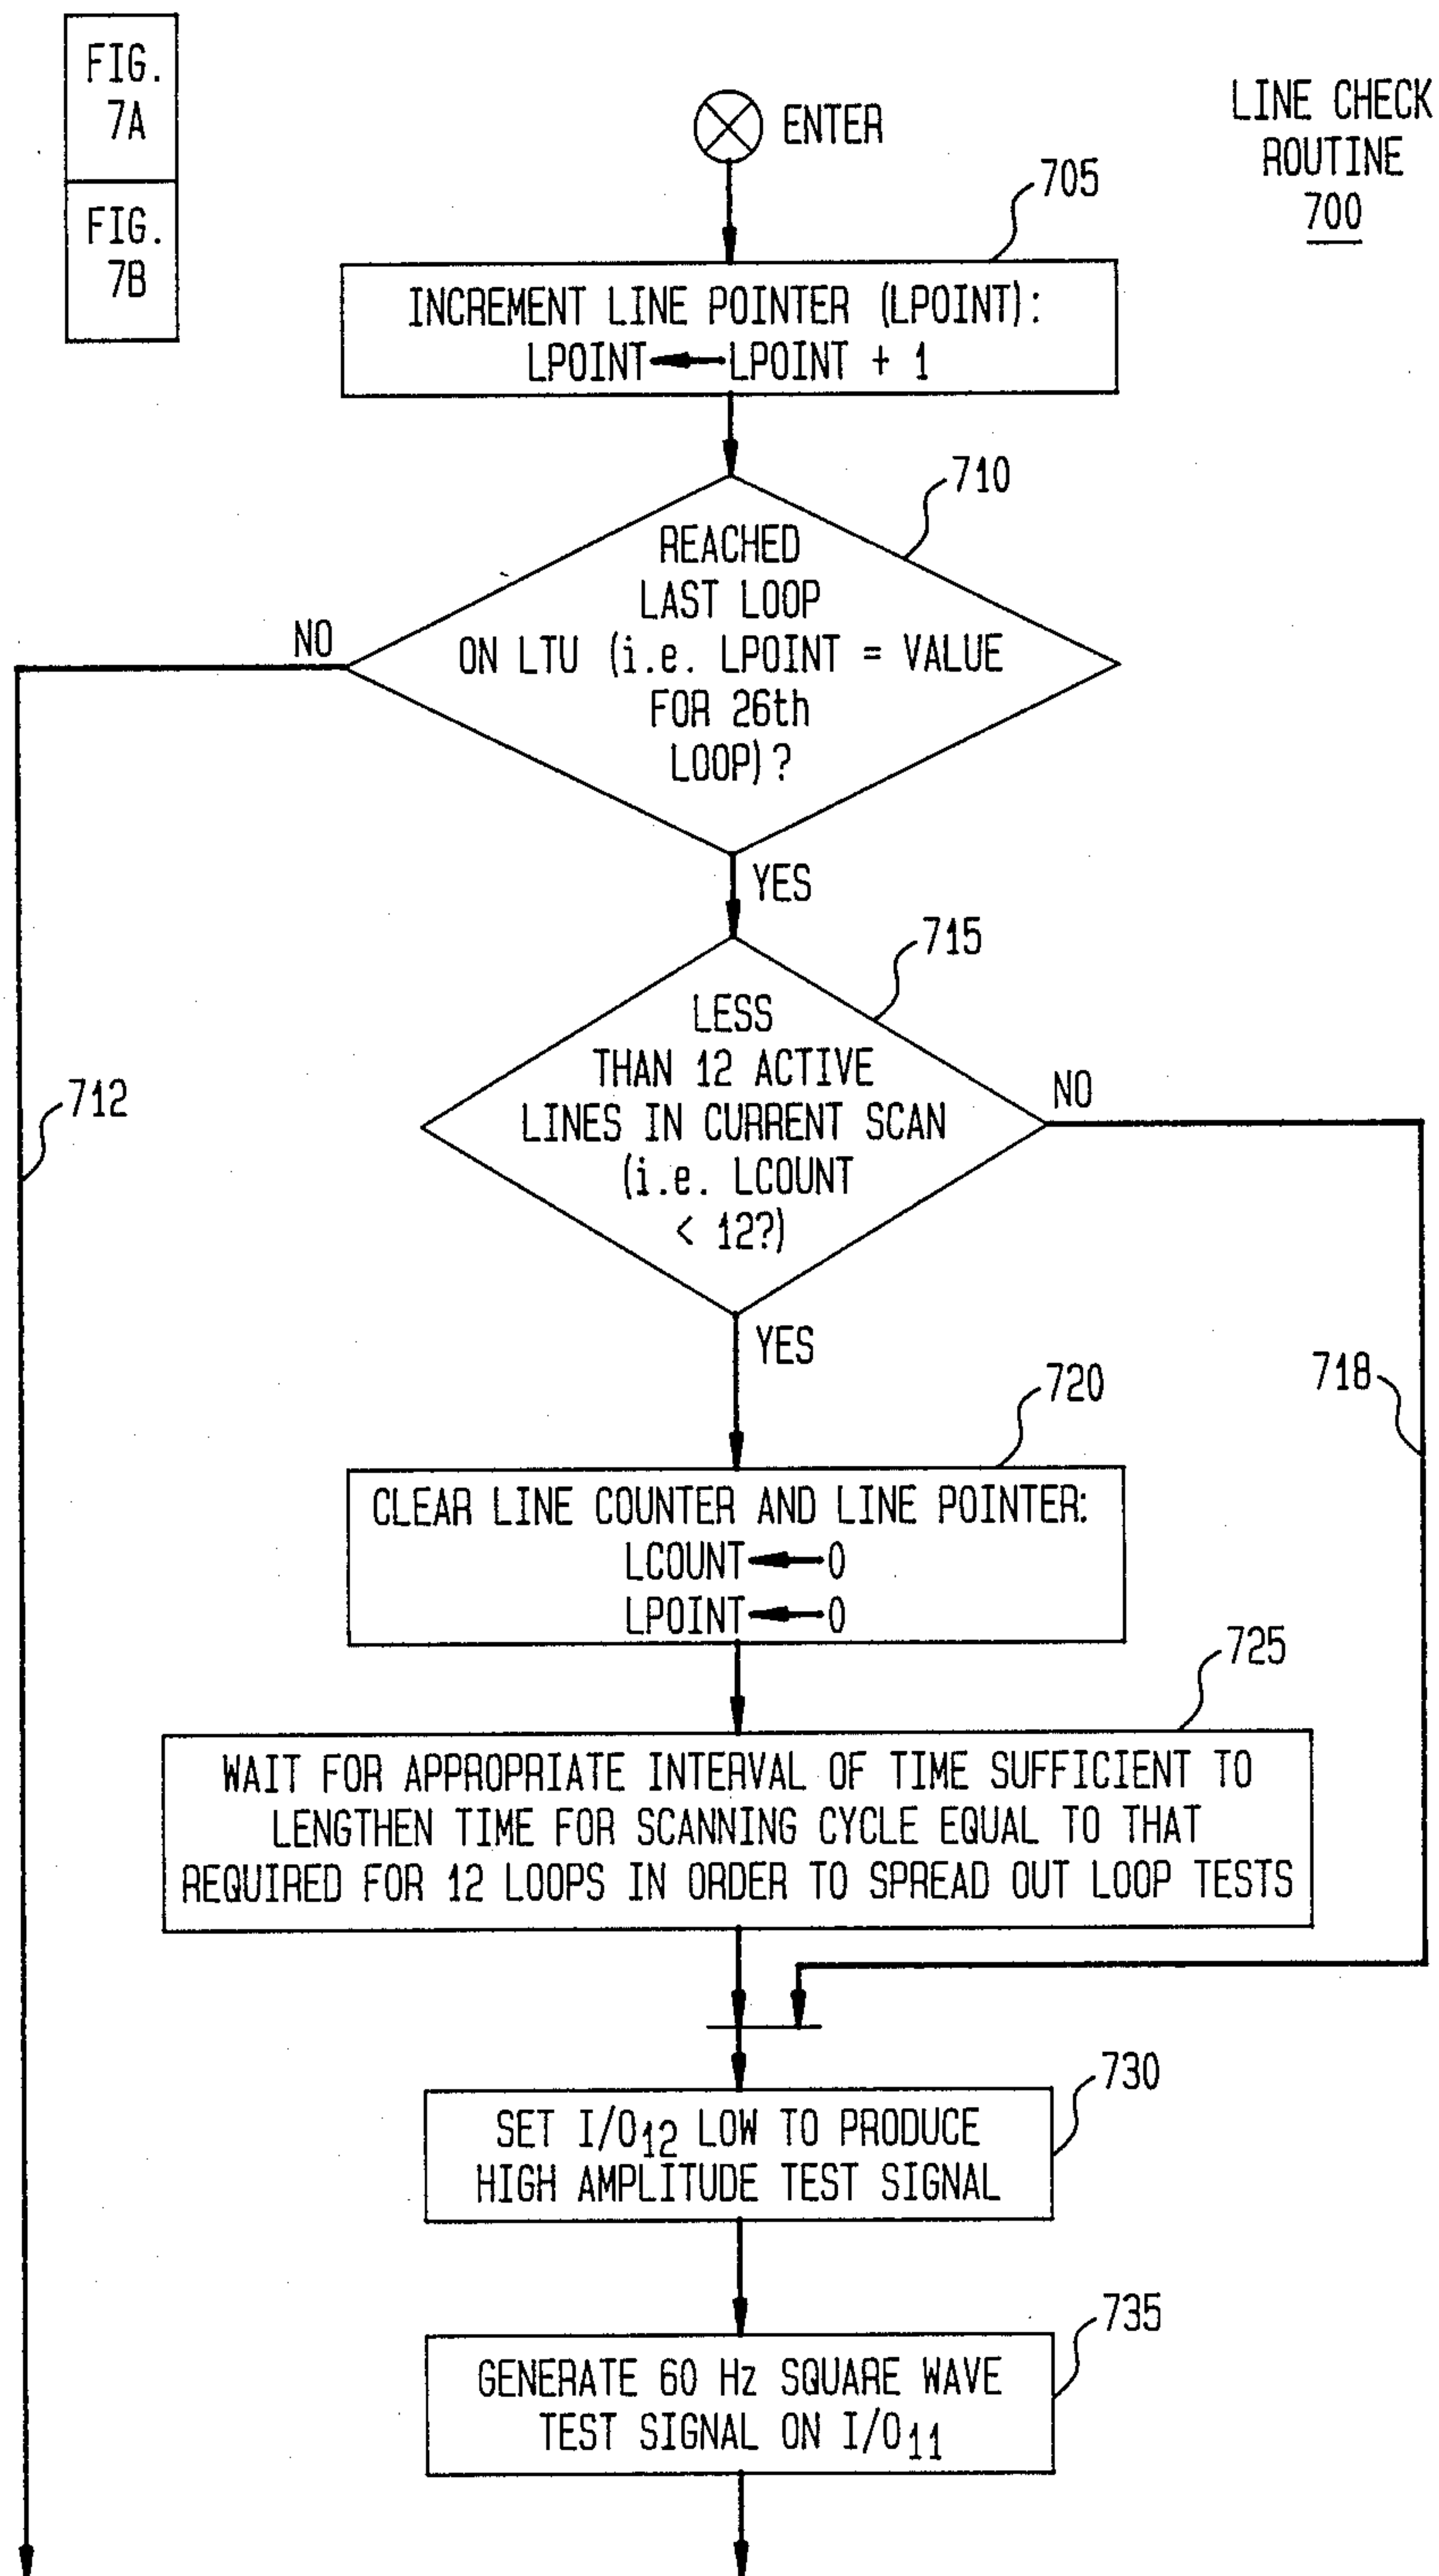 FIG.
7A
FIG.
7B
ENTER
LINE CHECK
ROUTINE
700
705
INCREMENT LINE POINTER (LPOINT):
LPOINT←LPOINT + 1
710
REACHED
LAST LOOP
ON LTU (i.e. LPOINT = VALUE
FOR 26th
LOOP)?
NO
YES
712
715
LESS
THAN 12 ACTIVE
LINES IN CURRENT SCAN
(i.e. LCOUNT
< 12?)
NO
YES
718
720
CLEAR LINE COUNTER AND LINE POINTER:
LCOUNT←0
LPOINT←0
725
WAIT FOR APPROPRIATE INTERVAL OF TIME SUFFICIENT TO
LENGTHEN TIME FOR SCANNING CYCLE EQUAL TO THAT
REQUIRED FOR 12 LOOPS IN ORDER TO SPREAD OUT LOOP TESTS
730
SET I/O12 LOW TO PRODUCE
HIGH AMPLITUDE TEST SIGNAL
735
GENERATE 60 Hz SQUARE WAVE
TEST SIGNAL ON I/O11